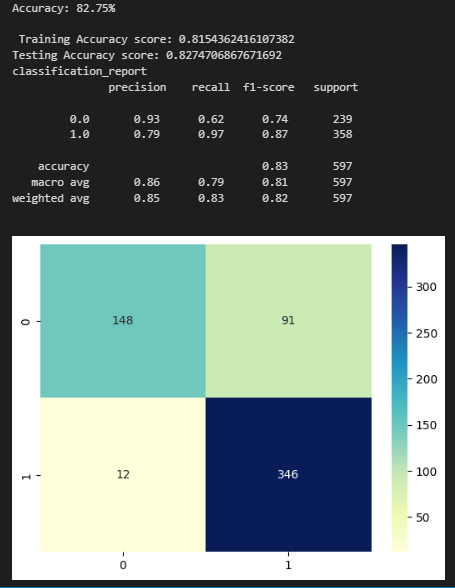 Accuracy: 82.75%
Training Accuracy score: 0.8154362416107382
Testing Accuracy score: 0.8274706867671692
classification_report
precision recall f1-score support
0.0 0.93 0.62 0.74 239
1.0 0.79 0.97 0.87 358
accuracy 0.83 597
macro avg 0.86 0.79 0.81 597
weighted avg 0.85 0.83 0.82 597
0 148 91
1 12 346
0 1
300
250
200
150
100
50